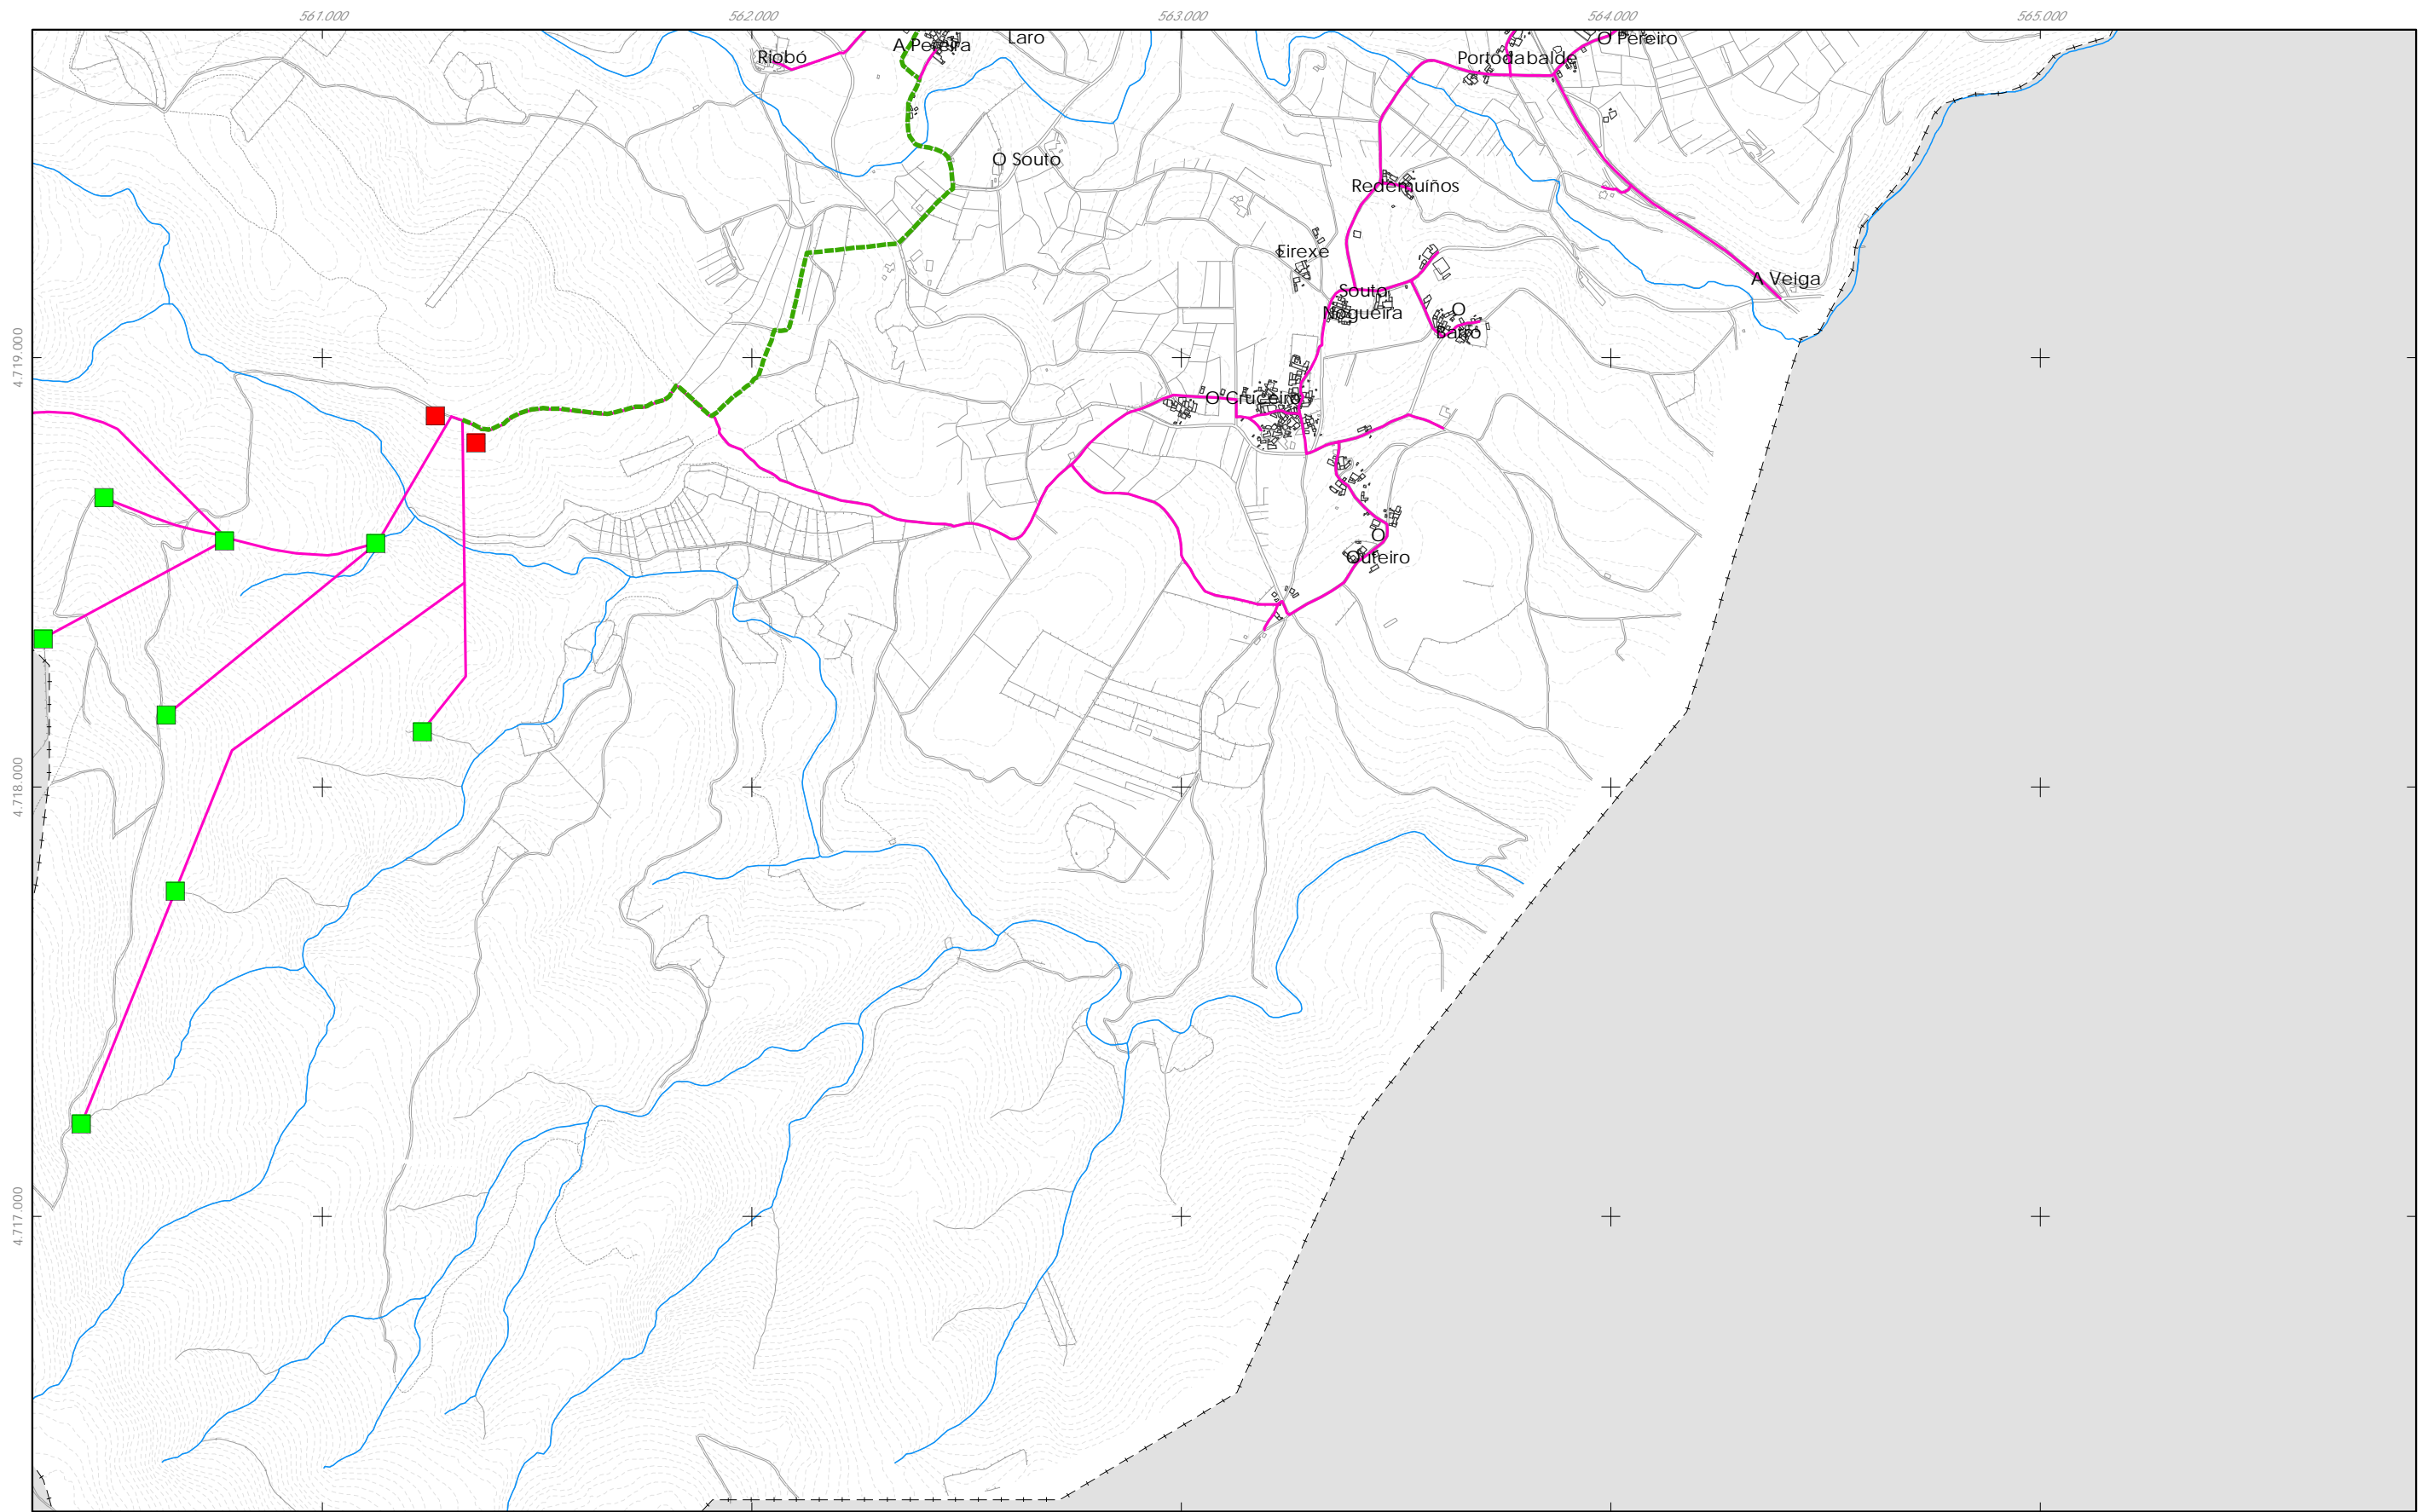 561.000
562.000
563.000
564.000
565.000
A Pereira
Laro
Riobó
O Pereiro
Portodabalde
O Souto
Redemuíños
Eirexe
A Veiga
Souto
Nogueira
O
Barro
4.719.000
O Cruceiro
O
Outeiro
4.718.000
4.717.000